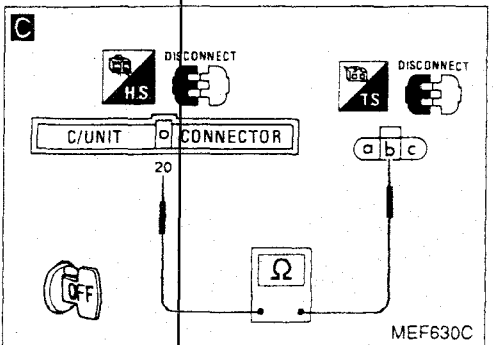 C
DISCONNECT
H.S
DISCONNECT
T.S
C/UNIT CONNECTOR
a b c
20
Ω
OFF
MEF630C